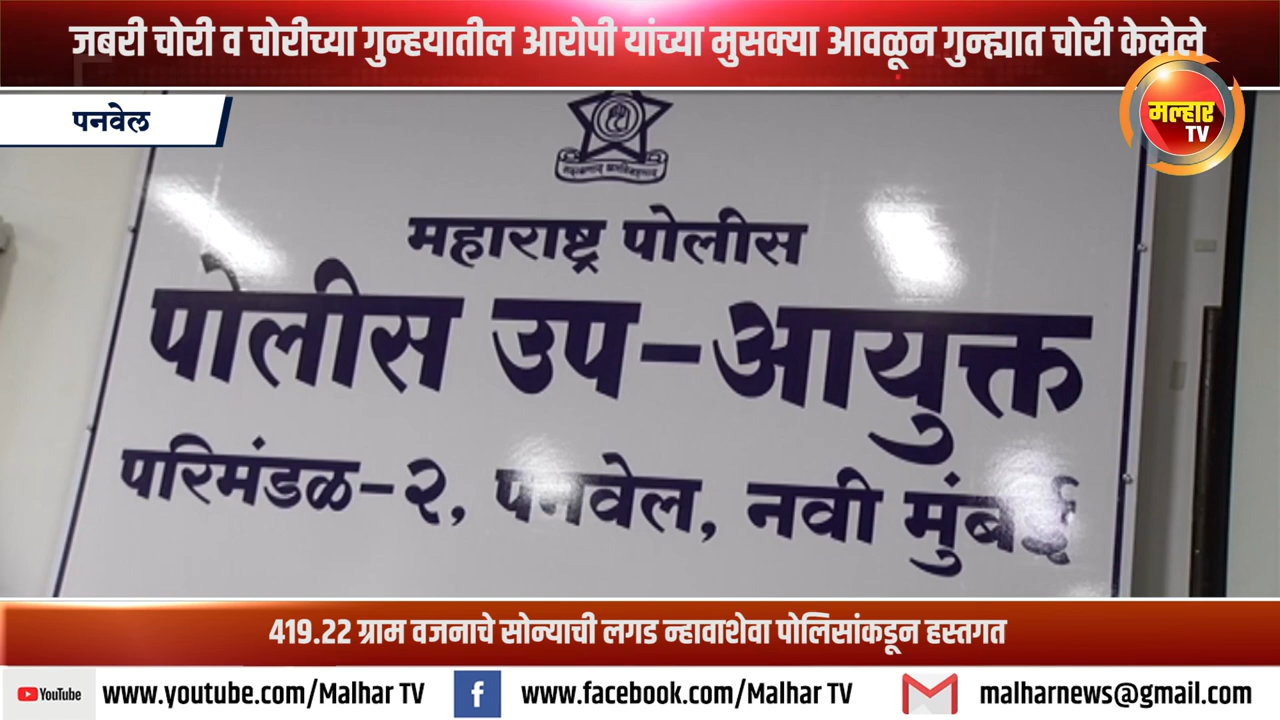 जबरी चोरी व चोरीच्या गुन्हयातील आरोपी यांच्या मुसक्या आवळून गुन्ह्यात चोरी केलेले
पनवेल
मल्हार
TV
महाराष्ट्र पोलीस
पोलीस उप-आयुक्त
परिमंडळ-२, पनवेल, नवी मुंबई
419.22 ग्राम वजनाचे सोन्याची लगड न्हावाशेवा पोलिसांकडून हस्तगत
YouTube www.youtube.com/Malhar TV f www.facebook.com/Malhar TV malharnews@gmail.com